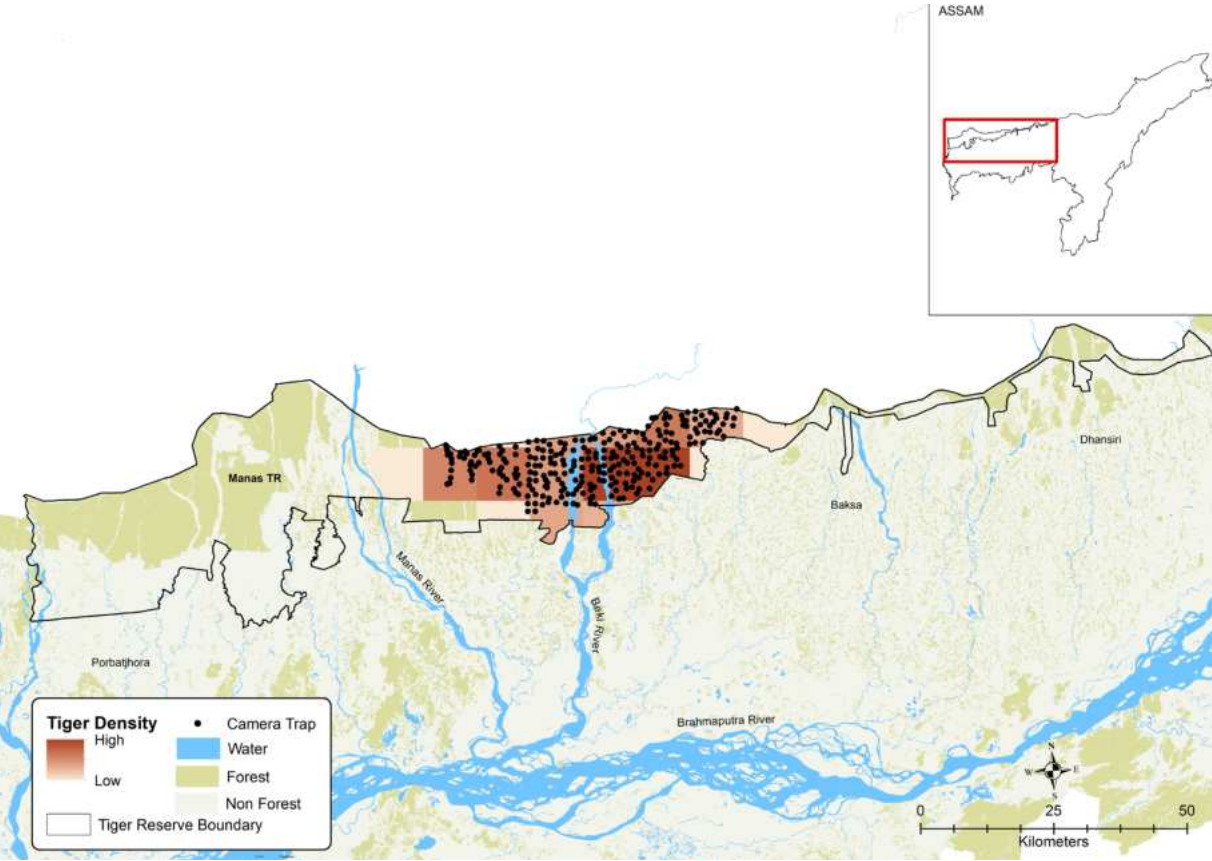 ASSAM
Dhansiri
Manas TR
Baksa
Manas River
Beki River
Porbatjhora
Brahmaputra River
Tiger Density
High
Low
Camera Trap
Water
Forest
Non Forest
Tiger Reserve Boundary
N
W
E
S
0
25
50
Kilometers